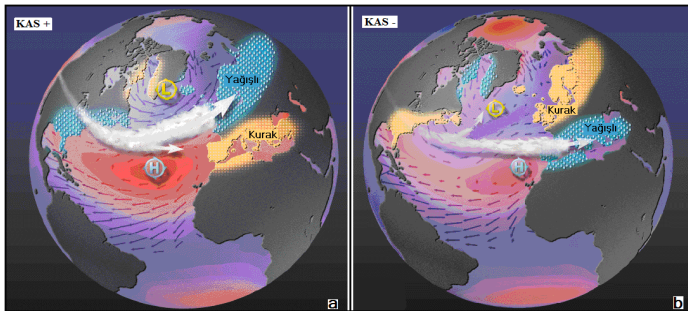 KAS +
L
Yağışlı
Kurak
H
a
KAS -
L
Kurak
Yağışlı
H
b